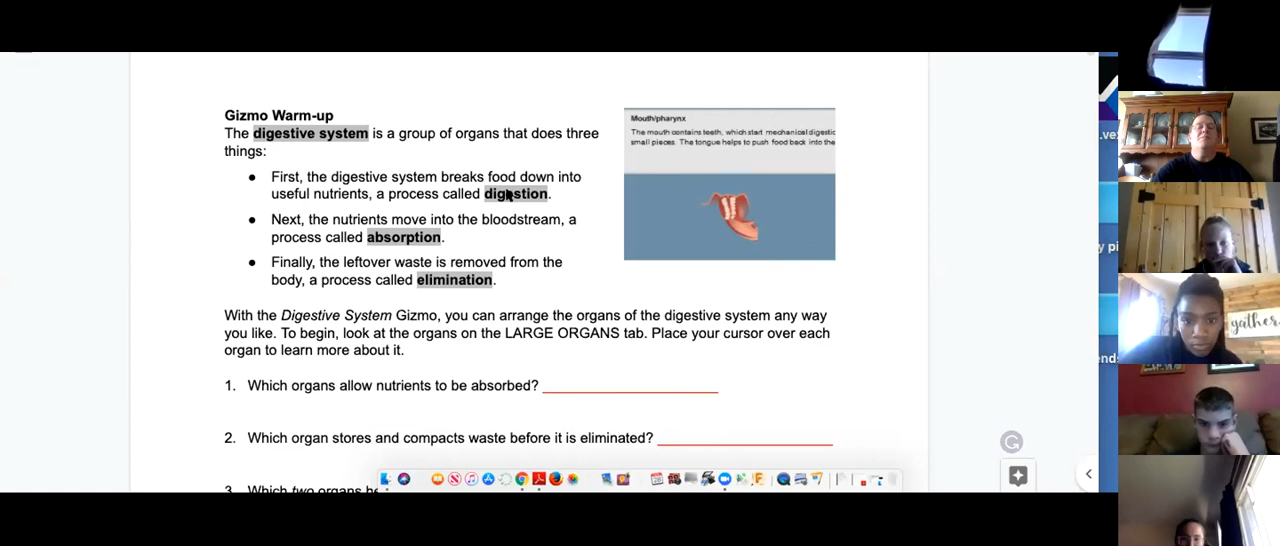 Gizmo Warm-up
The digestive system is a group of organs that does three
things:
● First, the digestive system breaks food down into
useful nutrients, a process called digestion.
● Next, the nutrients move into the bloodstream, a
process called absorption.
● Finally, the leftover waste is removed from the
body, a process called elimination.
Mouth/pharynx
The mouth contains teeth, which start mechanical digestic
small pieces. The tongue helps to push food back into the
With the Digestive System Gizmo, you can arrange the organs of the digestive system any way
you like. To begin, look at the organs on the LARGE ORGANS tab. Place your cursor over each
organ to learn more about it.
1. Which organs allow nutrients to be absorbed?
2. Which organ stores and compacts waste before it is eliminated?
3. Which two organs he
.ve
y pi
end
gather